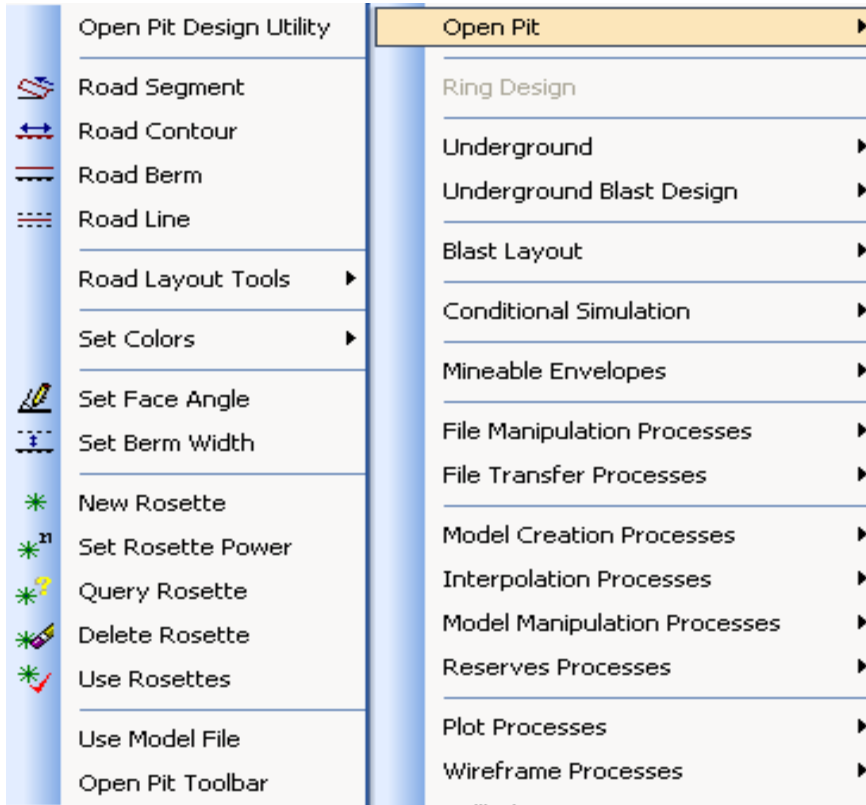 Open Pit Design Utility
Road Segment
Road Contour
Road Berm
Road Line
Road Layout Tools
Set Colors
Set Face Angle
Set Berm Width
New Rosette
Set Rosette Power
Query Rosette
Delete Rosette
Use Rosettes
Use Model File
Open Pit Toolbar
Open Pit
Ring Design
Underground
Underground Blast Design
Blast Layout
Conditional Simulation
Mineable Envelopes
File Manipulation Processes
File Transfer Processes
Model Creation Processes
Interpolation Processes
Model Manipulation Processes
Reserves Processes
Plot Processes
Wireframe Processes